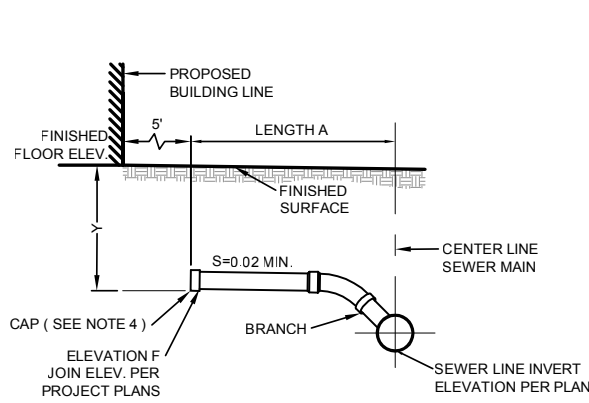 PROPOSED
BUILDING LINE
5'
LENGTH A
FINISHED
FLOOR ELEV.
FINISHED
SURFACE
Y
S=0.02 MIN.
CENTER LINE
SEWER MAIN
CAP ( SEE NOTE 4 )
BRANCH
ELEVATION F
JOIN ELEV. PER
PROJECT PLANS
SEWER LINE INVERT
ELEVATION PER PLAN